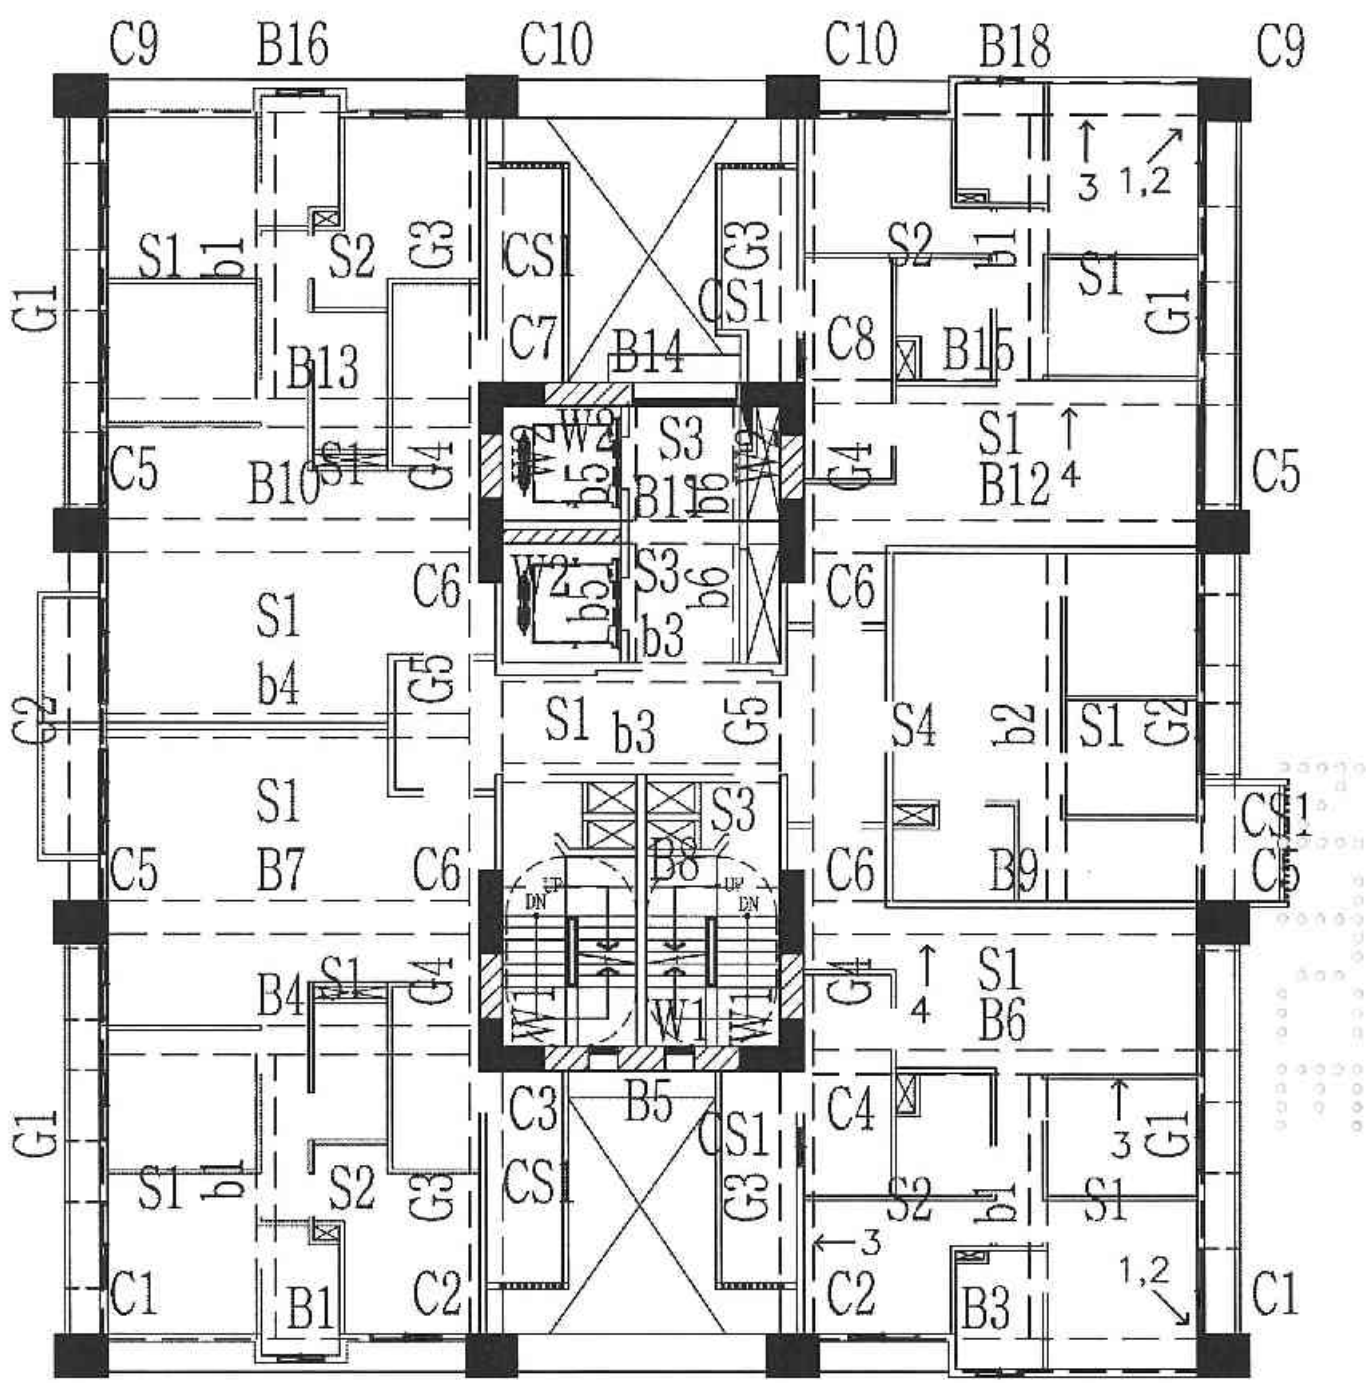 C9 B16 C10 C10 B18 C9
3 1,2
S1 b1 S2 G3 CS1 G3 S2 b1 S1
G1 CS1 G1
C7 B14 C8 B15
B13
W2 S3 S1
C5 B10 S1 G4 W2 b5 B11 b6 W2 G4 B12 4 C5
C6 W2 b5 S3 b6 C6
S1 b3
b4 G5
G2 S1 b3 G5 S4 b2 S1 G2
S1 S3 CS1
C5 B7 C6 B8 C6 B9 C5
UP UP
DN DN
B4 S1 G4 G4 S1
W1 W1 W1 4 B6
G1 C3 B5 C4 G1
CS1 3
S1 b1 S2 G3 CS1 G3 S2 b1 S1
3
C1 B1 C2 C2 B3 1,2 C1